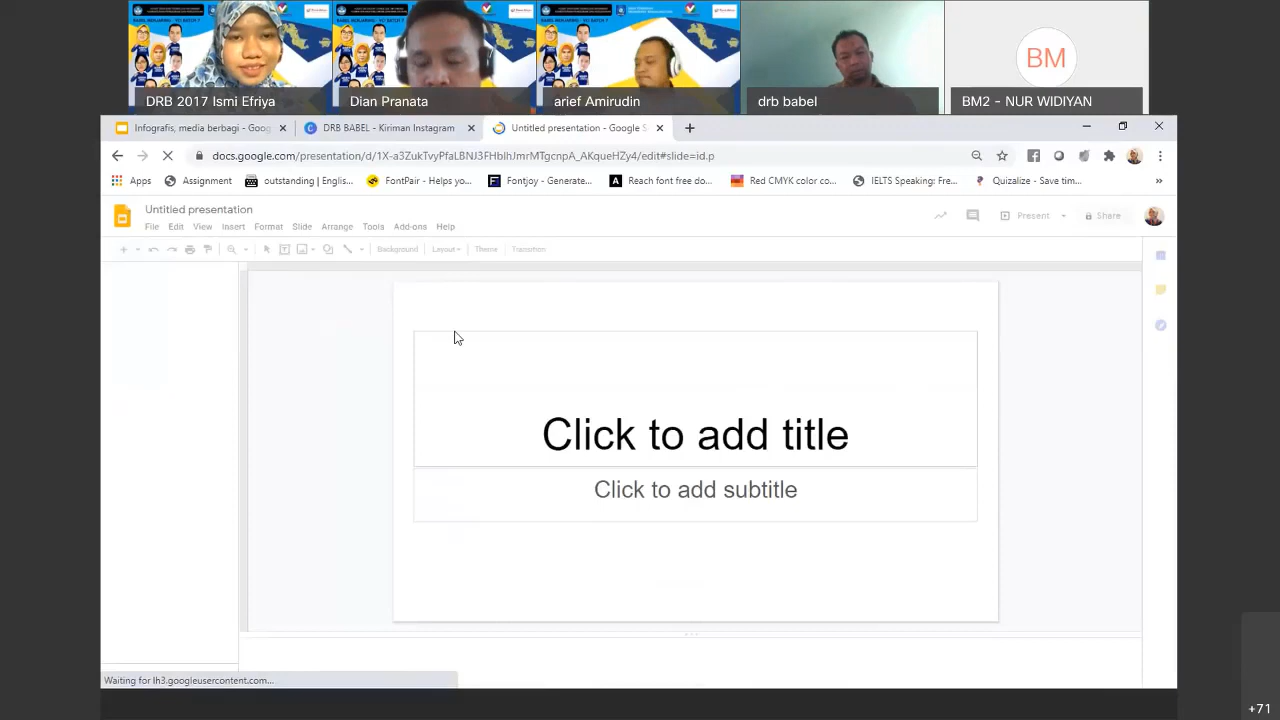 DRB 2017 Ismi Efriya
Dian Pranata
arief Amirudin
drb babel
BM
BM2 - NUR WIDIYAN
Infografis, media berbagi - Goog
DRB BABEL - Kiriman Instagram
Untitled presentation - Google S
docs.google.com/presentation/d/1X-a3ZukTvyPfaLBNJ3FHbIhJmrMTgcnpA_AKqueHZy4/edit#slide=id.p
Apps
Assignment
outstanding | Englis...
FontPair - Helps yo...
Fontjoy - Generate...
Reach font free do...
Red CMYK color co...
IELTS Speaking: Fre...
Quizalize - Save tim...
Untitled presentation
File Edit View Insert Format Slide Arrange Tools Add-ons Help
Present
Share
Background Layout Theme Transition
Click to add title
Click to add subtitle
Waiting for lh3.googleusercontent.com...
+71